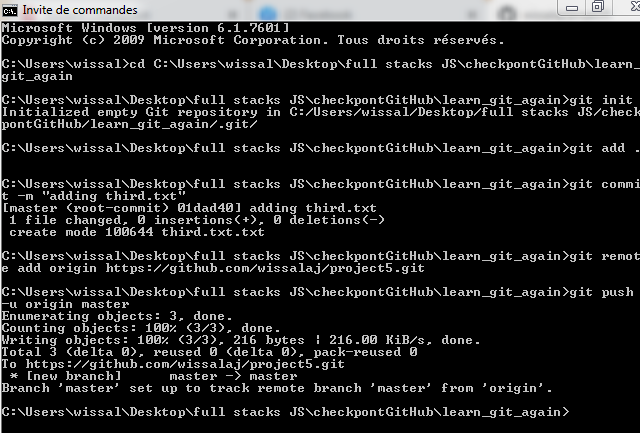 Invite de commandes
Microsoft Windows [version 6.1.7601]
Copyright (c) 2009 Microsoft Corporation. Tous droits réservés.
C:\Users\wissal>cd C:\Users\wissal\Desktop\full stacks JS\checkpontGitHub\learn_
git_again
C:\Users\wissal\Desktop\full stacks JS\checkpontGitHub\learn_git_again>git init
Initialized empty Git repository in C:/Users/wissal/Desktop/full stacks JS/check
pontGitHub/learn_git_again/.git/
C:\Users\wissal\Desktop\full stacks JS\checkpontGitHub\learn_git_again>git add .
C:\Users\wissal\Desktop\full stacks JS\checkpontGitHub\learn_git_again>git commi
t -m "adding third.txt"
[master (root-commit) 01dad40] adding third.txt
 1 file changed, 0 insertions(+), 0 deletions(-)
 create mode 100644 third.txt.txt
C:\Users\wissal\Desktop\full stacks JS\checkpontGitHub\learn_git_again>git remot
e add origin https://github.com/wissalaj/project5.git
C:\Users\wissal\Desktop\full stacks JS\checkpontGitHub\learn_git_again>git push
-u origin master
Enumerating objects: 3, done.
Counting objects: 100% (3/3), done.
Writing objects: 100% (3/3), 216 bytes | 216.00 KiB/s, done.
Total 3 (delta 0), reused 0 (delta 0), pack-reused 0
To https://github.com/wissalaj/project5.git
 * [new branch]      master -> master
Branch 'master' set up to track remote branch 'master' from 'origin'.
C:\Users\wissal\Desktop\full stacks JS\checkpontGitHub\learn_git_again>